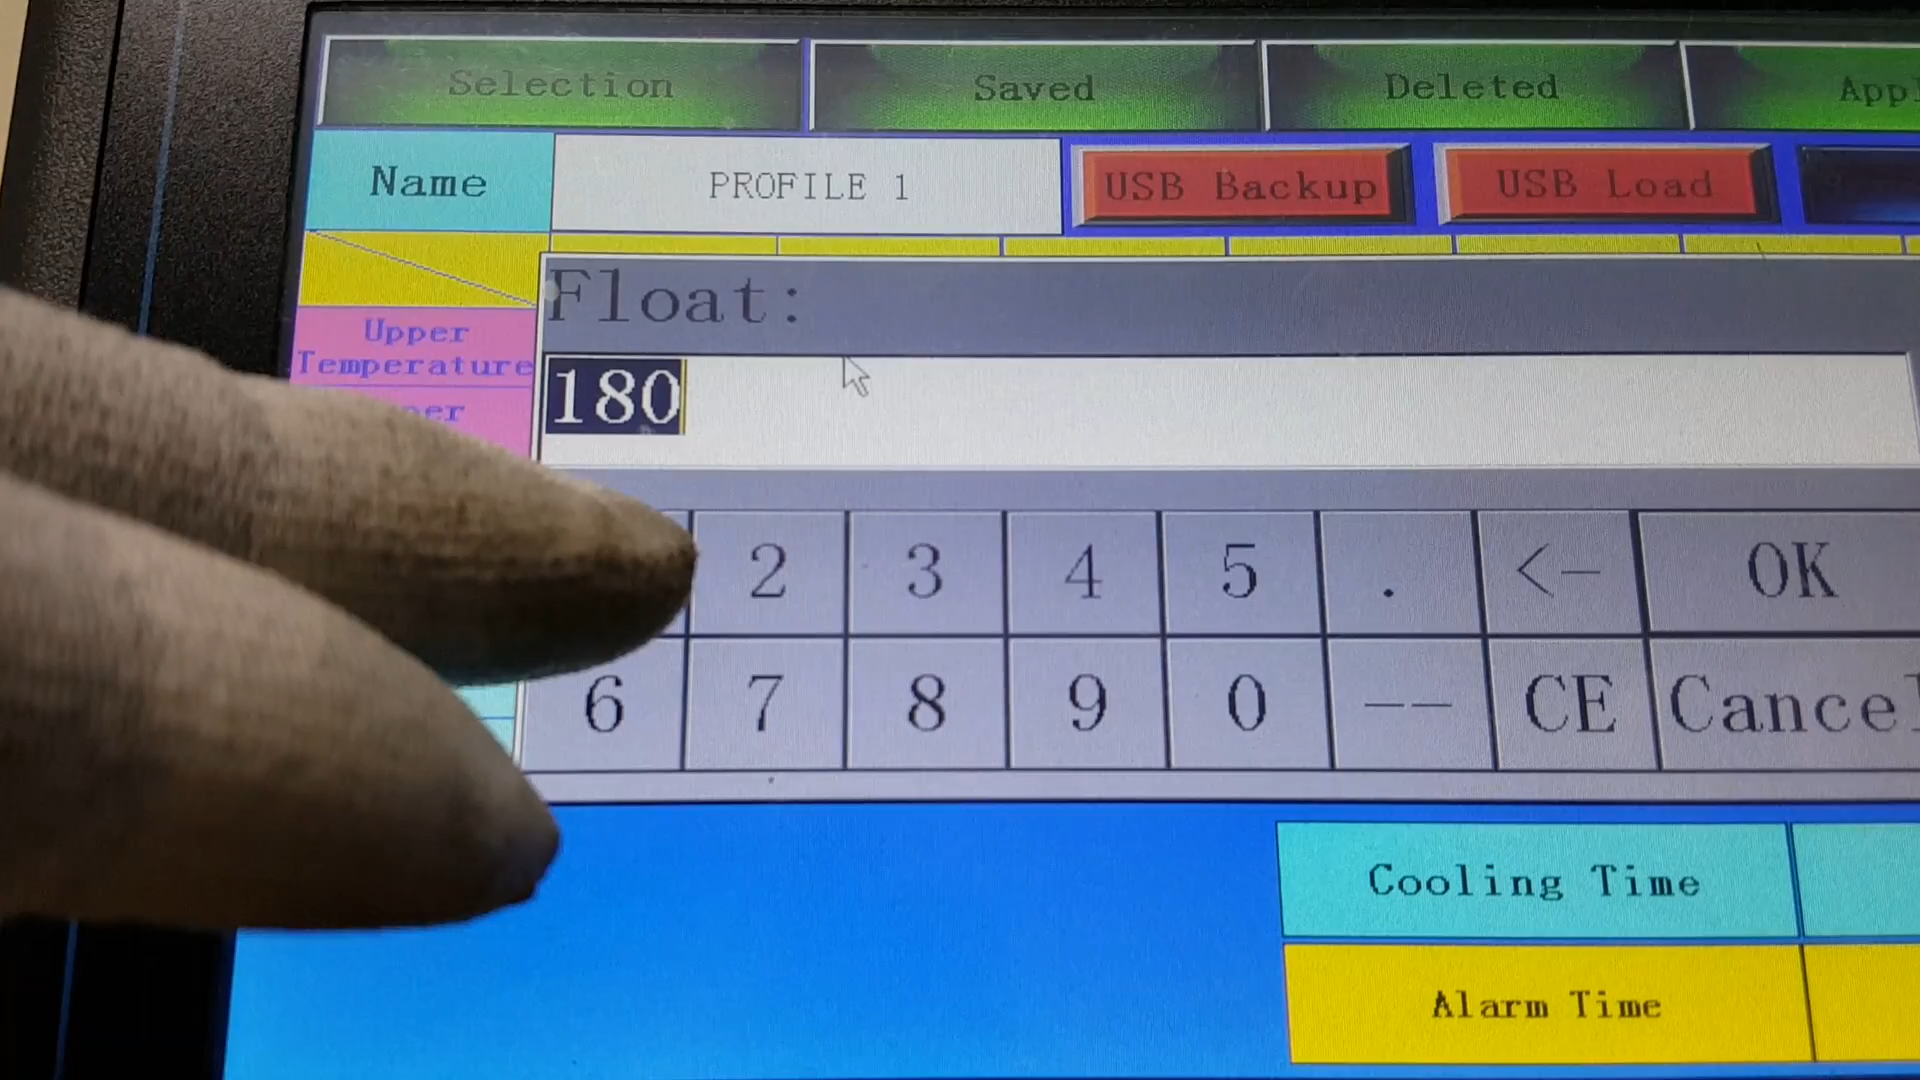 Selection Saved Deleted
Name PROFILE 1 USB Backup USB Load
Float:
Upper
Temperature
180
2 3 4 5 . <- OK
6 7 8 9 0 -- CE Cancel
Cooling Time
Alarm Time